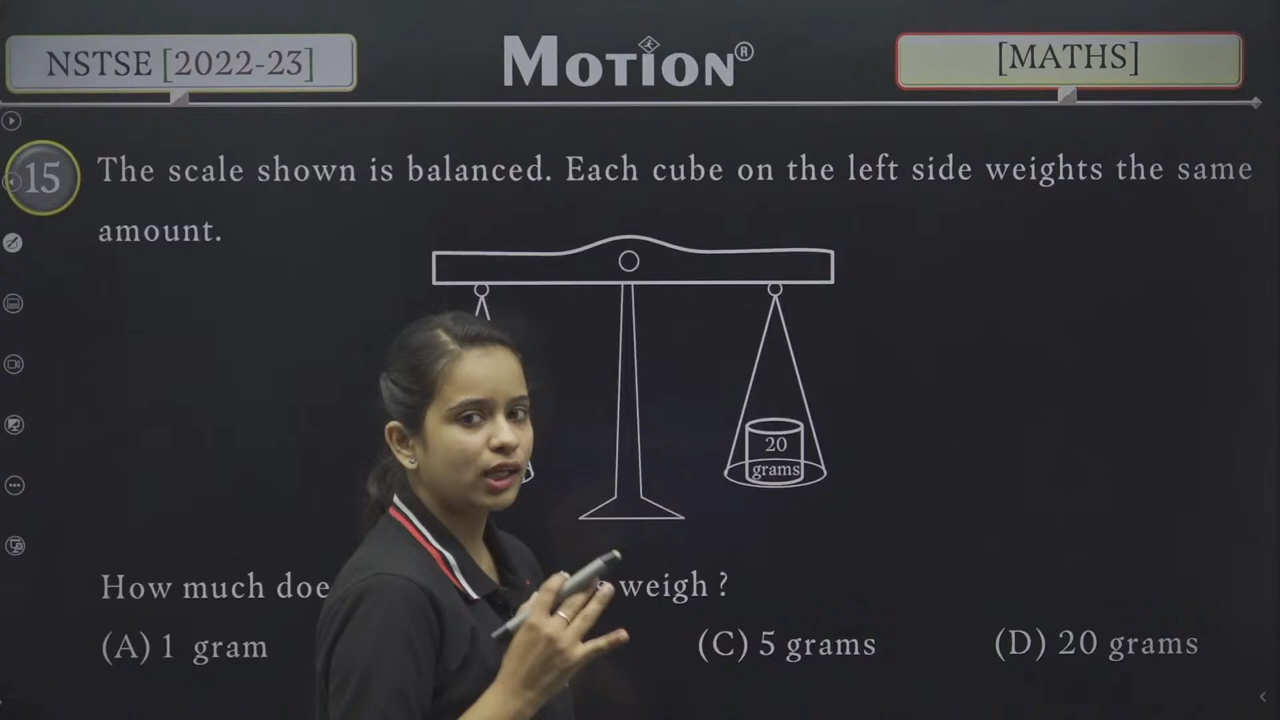 NSTSE [2022-23]
MOTION®
[MATHS]
15
The scale shown is balanced. Each cube on the left side weights the same
amount.
20
grams
How much doe weigh ?
(A) 1 gram
(C) 5 grams
(D) 20 grams